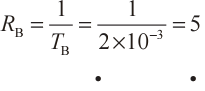 R_B = 1/T_B = 1/(2×10⁻³) = 5